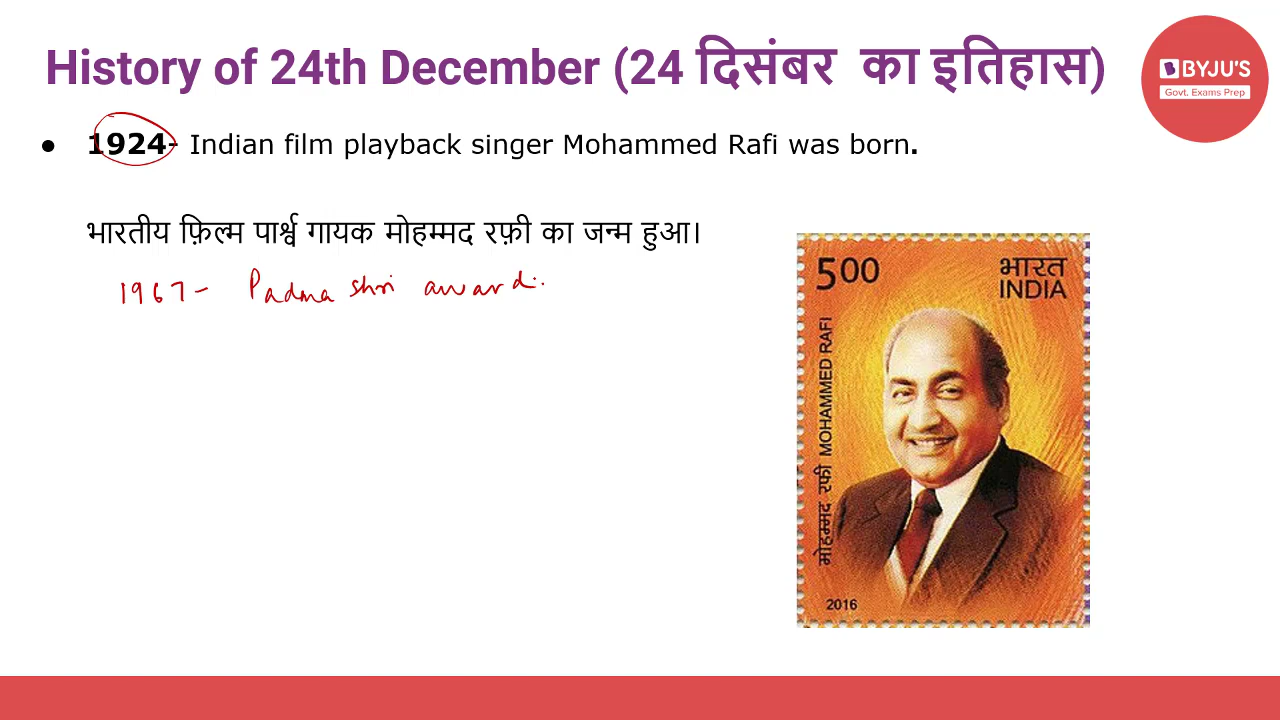 History of 24th December (24 दिसंबर का इतिहास)
BYJU'S
Govt. Exams Prep
● 1924- Indian film playback singer Mohammed Rafi was born.
भारतीय फ़िल्म पार्श्व गायक मोहम्मद रफ़ी का जन्म हुआ।
1967- Padma Shri award.
500 भारत
INDIA
मोहम्मद रफी MOHAMMED RAFI
2016